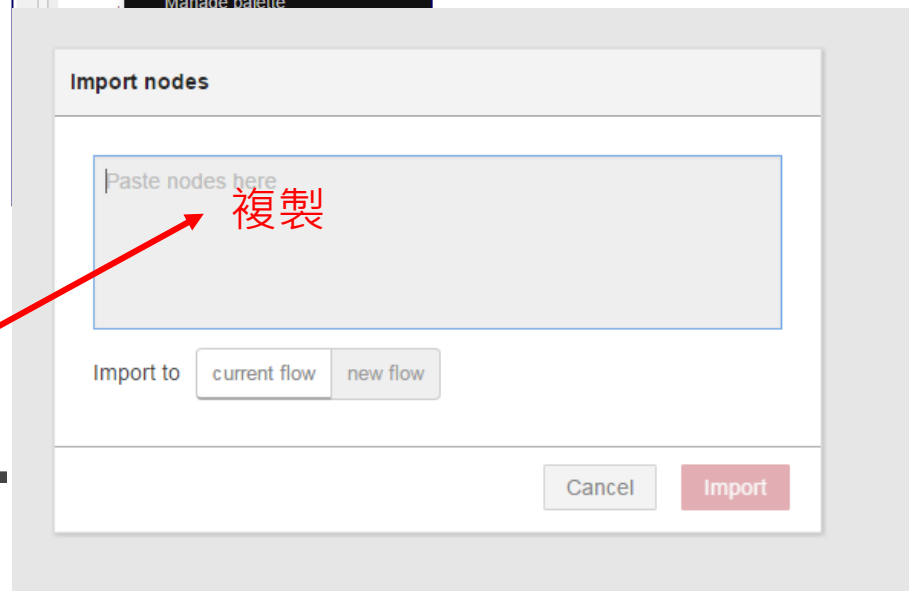 Manage palette
Import nodes
Paste nodes here
複製
Import to current flow new flow
Cancel Import